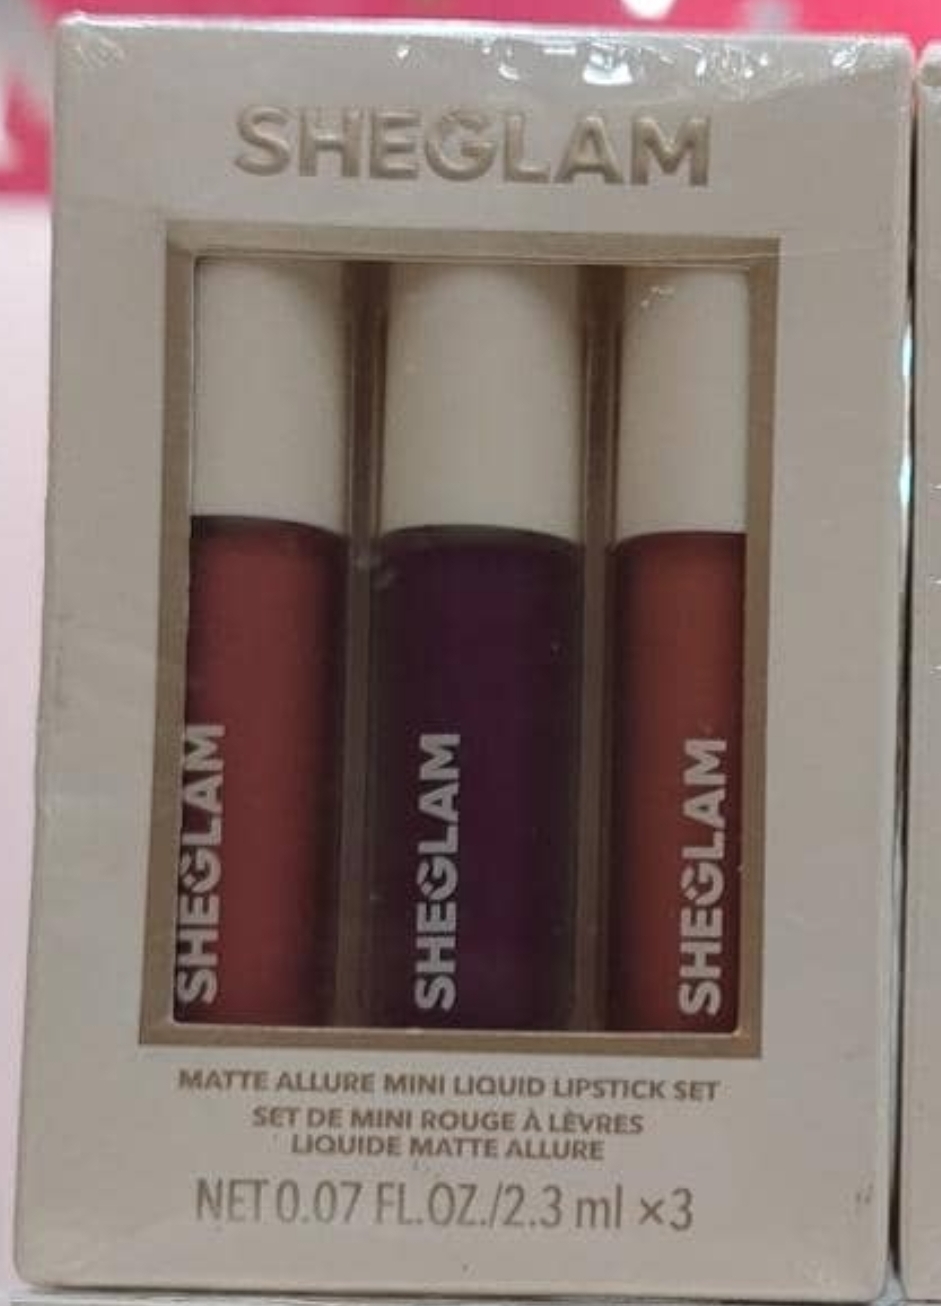 SHEGLAM
SHEGLAM
SHEGLAM
SHEGLAM
MATTE ALLURE MINI LIQUID LIPSTICK SET
SET DE MINI ROUGE À LÈVRES
LIQUIDE MATTE ALLURE
NET 0.07 FL.OZ./2.3 ml ×3